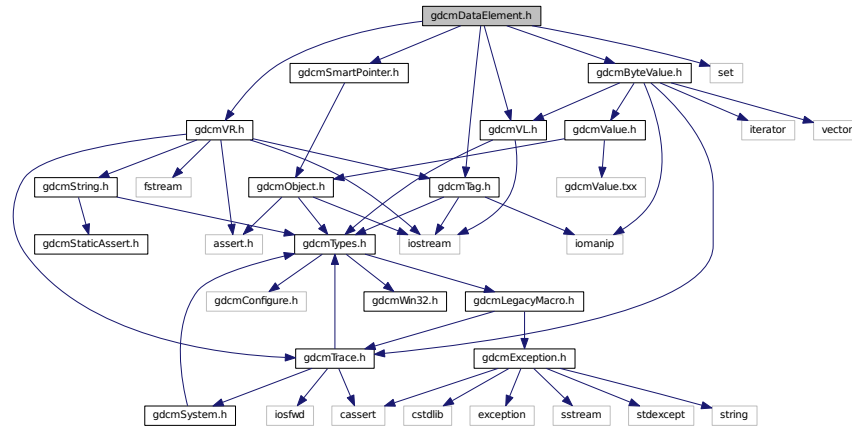 gdcmDataElement.h
gdcmSmartPointer.h
gdcmByteValue.h
set
gdcmVR.h
gdcmVL.h
gdcmValue.h
iterator
vector
gdcmString.h
fstream
gdcmObject.h
gdcmTag.h
gdcmValue.txx
gdcmStaticAssert.h
assert.h
gdcmTypes.h
iostream
iomanip
gdcmConfigure.h
gdcmWin32.h
gdcmLegacyMacro.h
gdcmTrace.h
gdcmException.h
gdcmSystem.h
iosfwd
cassert
cstdlib
exception
sstream
stdexcept
string